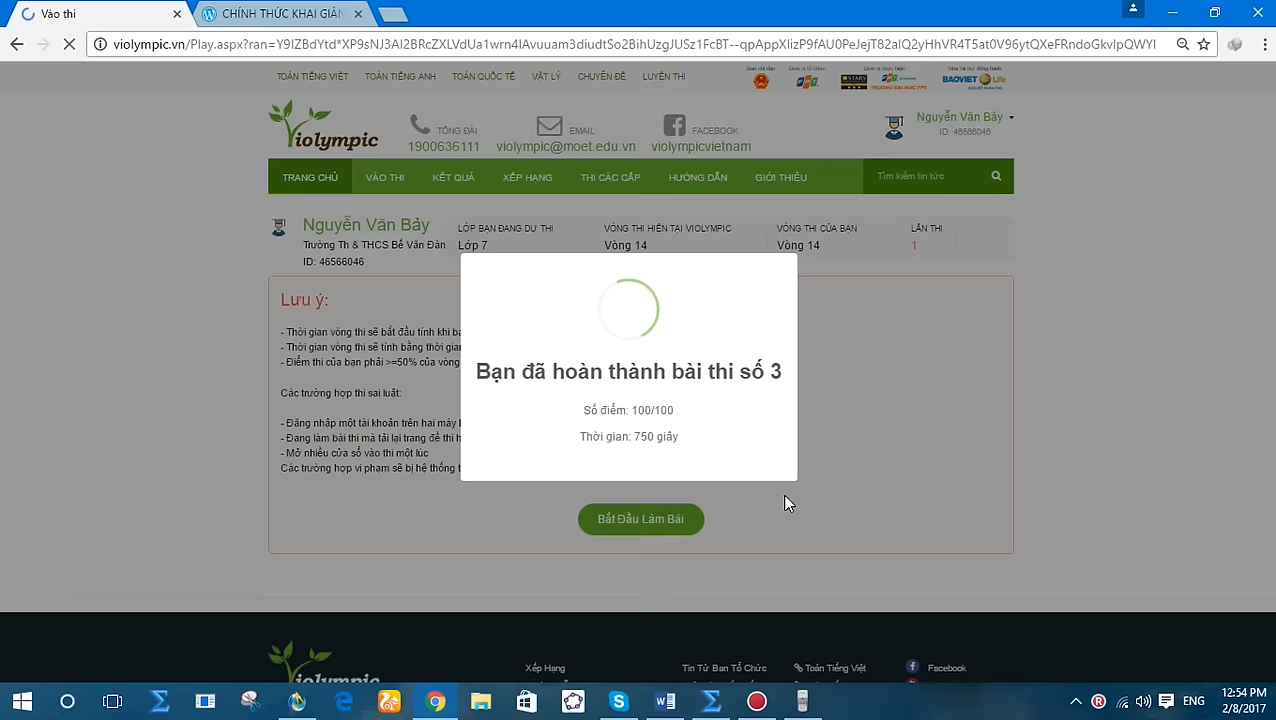 Vào thi
CHÍNH THỨC KHAI GIẢN
violympic.vn/Play.aspx?ran=
TOÁN TIẾNG VIỆT TOÁN TIẾNG ANH TOÁN QUỐC TẾ VẬT LÝ CHUYÊN ĐỀ LUYỆN THI
violympic
TỔNG ĐÀI
1900636111
EMAIL
violympic@moet.edu.vn
FACEBOOK
violympicvietnam
Nguyễn Văn Bảy
ID: 46566046
TRANG CHỦ VÀO THI KẾT QUẢ XẾP HẠNG THI CÁC CẤP HƯỚNG DẪN GIỚI THIỆU Tìm kiếm tin tức
Nguyễn Văn Bảy
Trường Th & THCS Bế Văn Đàn
ID: 46566046
LỚP BẠN ĐANG DỰ THI
Lớp 7
VÒNG THI HIỆN TẠI VIOLYMPIC
Vòng 14
VÒNG THI CỦA BẠN
Vòng 14
LẦN THI
1
Lưu ý:
- Thời gian vòng thi sẽ bắt đầu tính khi
- Thời gian vòng thi sẽ tính bằng thời
- Điểm thi của bạn phải >=50% của vòng
Các trường hợp thi sai luật:
- Đăng nhập một tài khoản trên hai máy
- Đang làm bài thi mà tải lại trang để thi
- Mở nhiều cửa sổ vào thi một lúc
Các trường hợp vi phạm sẽ bị hệ thống
Bạn đã hoàn thành bài thi số 3
Số điểm: 100/100
Thời gian: 750 giây
Bắt Đầu Làm Bài
Xếp Hạng
Tin Từ Ban Tổ Chức
Toán Tiếng Việt
Facebook
ENG
12:54 PM
2/8/2017